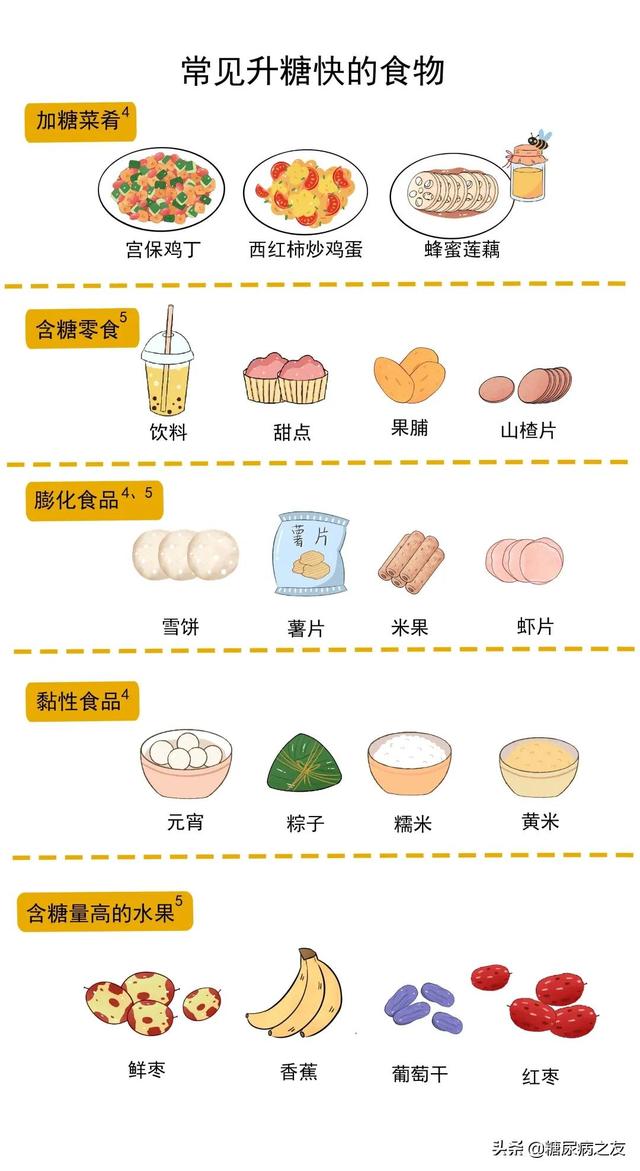 常见升糖快的食物
加糖菜肴4
宫保鸡丁 西红柿炒鸡蛋 蜂蜜莲藕
含糖零食5
饮料 甜点 果脯 山楂片
膨化食品4、5
薯片
雪饼 薯片 米果 虾片
黏性食品4
元宵 粽子 糯米 黄米
含糖量高的水果5
鲜枣 香蕉 葡萄干 红枣
头条 @糖尿病之友